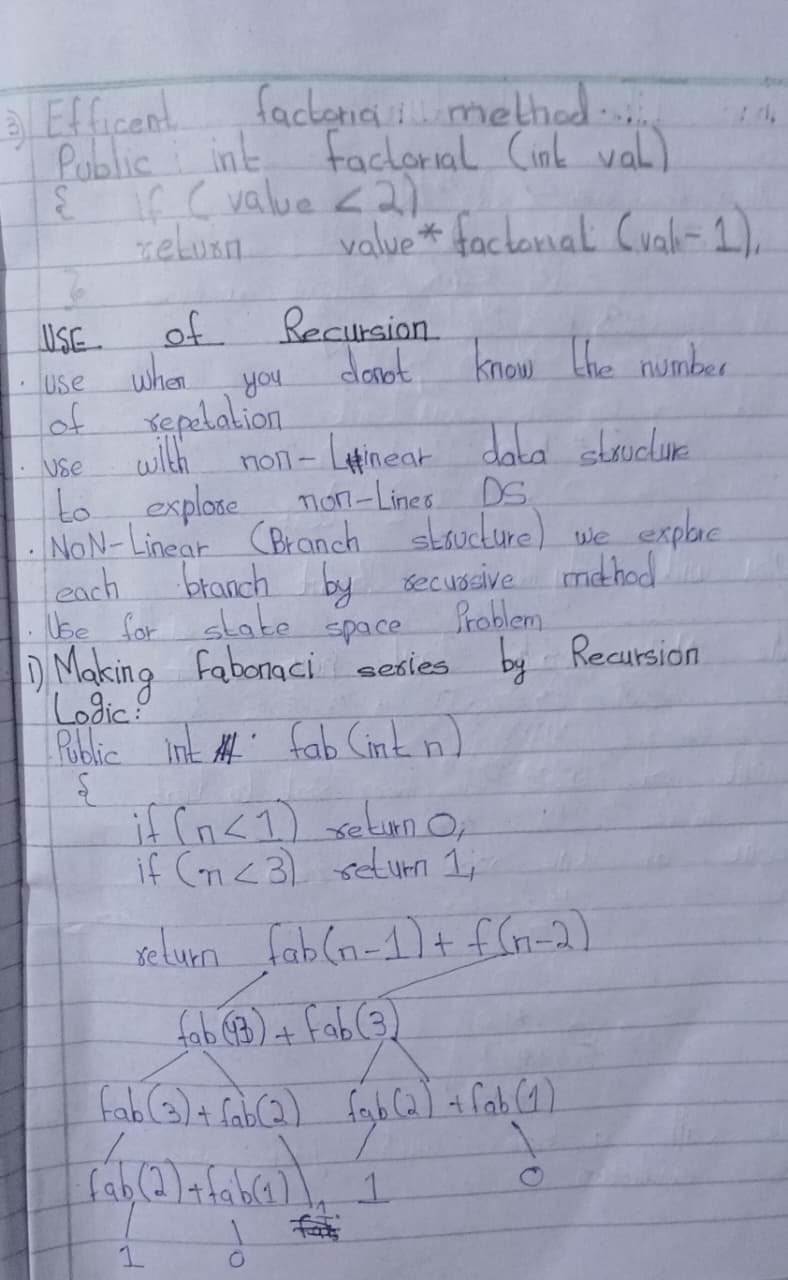 3) Efficent factorial method....
Public int factorial (int val)
{ if ( value < 2)
return value * factorial (val - 1),
}
USE of Recursion
. use when you donot know the number
of repetation
. use with non-Linear data structure
to explore non-Liner DS
. NON-Linear (Branch structure) we explore
each branch by recursive method
. Use for state space Problem
1) Making Fabonaci series by Recursion
Logic:
Public int fab (int n)
{
if (n < 1) return 0;
if (n < 3) return 1;
return fab(n-1) + f(n-2)
fab(4) + Fab(3)
Fab(3) + fab(2) fab(2) + fab(1)
fab(2) + fab(1) 1 1 0
1 0